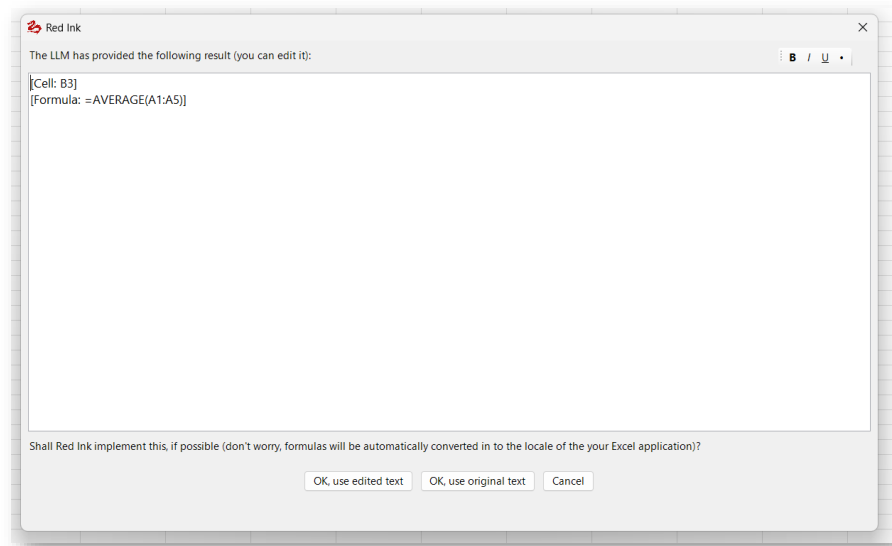 Red Ink
The LLM has provided the following result (you can edit it):
B I U •
[Cell: B3]
[Formula: =AVERAGE(A1:A5)]
Shall Red Ink implement this, if possible (don't worry, formulas will be automatically converted in to the locale of the your Excel application)?
OK, use edited text OK, use original text Cancel